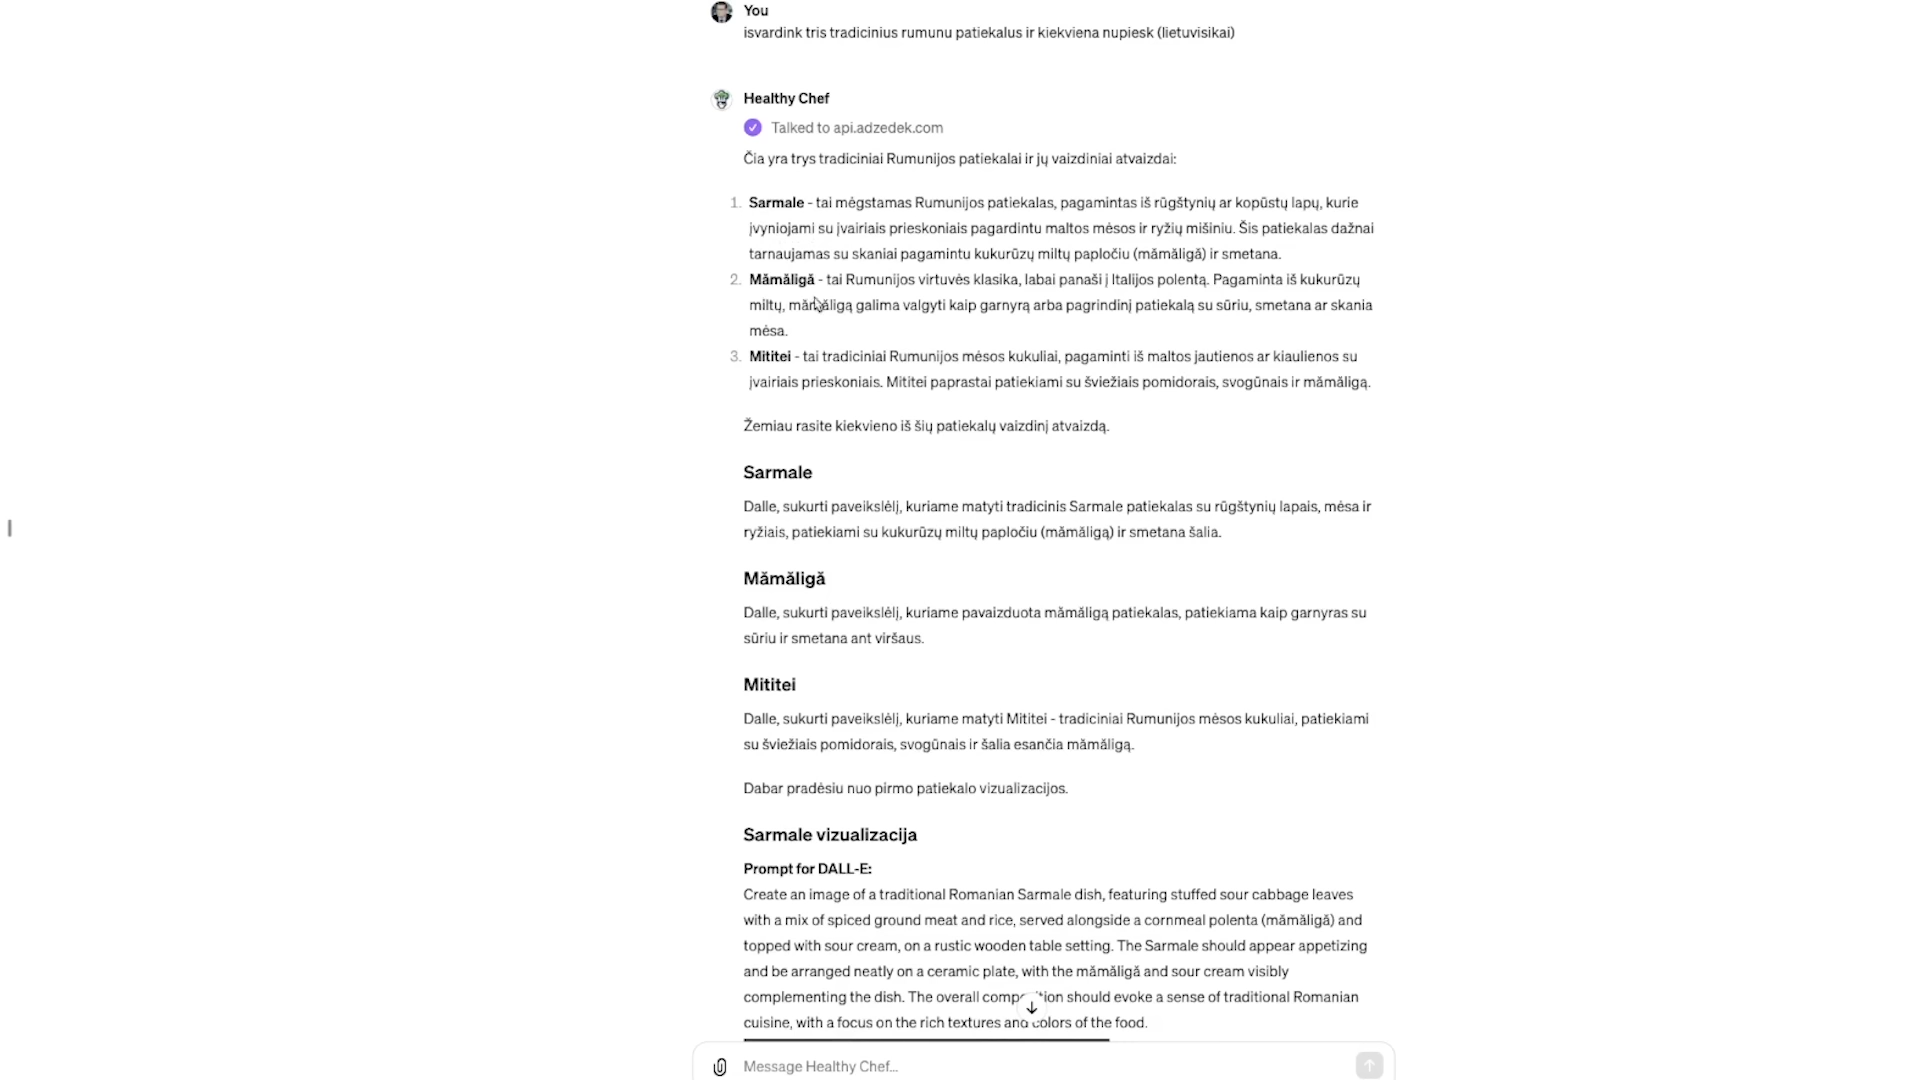 You
isvardink tris tradicinius rumunu patiekalus ir kiekviena nupiesk (lietuvisikai)
Healthy Chef
Talked to api.adzedek.com
Čia yra trys tradiciniai Rumunijos patiekalai ir jų vaizdiniai atvaizdai:
1. Sarmale - tai mėgstamas Rumunijos patiekalas, pagamintas iš rūgštynių ar kopūstų lapų, kurie
įvyniojami su įvairiais prieskoniais pagardintu maltos mėsos ir ryžių mišiniu. Šis patiekalas dažnai
tarnaujamas su skaniai pagamintu kukurūzų miltų papločiu (mămăligă) ir smetana.
2. Mămăligă - tai Rumunijos virtuvės klasika, labai panaši į Italijos polentą. Pagaminta iš kukurūzų
miltų, mămăligą galima valgyti kaip garnyrą arba pagrindinį patiekalą su sūriu, smetana ar skania
mėsa.
3. Mititei - tai tradiciniai Rumunijos mėsos kukuliai, pagaminti iš maltos jautienos ar kiaulienos su
įvairiais prieskoniais. Mititei paprastai patiekiami su šviežiais pomidorais, svogūnais ir mămăligą.
Žemiau rasite kiekvieno iš šių patiekalų vaizdinį atvaizdą.
Sarmale
Dalle, sukurti paveikslėlį, kuriame matyti tradicinis Sarmale patiekalas su rūgštynių lapais, mėsa ir
ryžiais, patiekiami su kukurūzų miltų papločiu (mămăligą) ir smetana šalia.
Mămăligă
Dalle, sukurti paveikslėlį, kuriame pavaizduota mămăligą patiekalas, patiekiama kaip garnyras su
sūriu ir smetana ant viršaus.
Mititei
Dalle, sukurti paveikslėlį, kuriame matyti Mititei - tradiciniai Rumunijos mėsos kukuliai, patiekiami
su šviežiais pomidorais, svogūnais ir šalia esančia mămăligą.
Dabar pradėsiu nuo pirmo patiekalo vizualizacijos.
Sarmale vizualizacija
Prompt for DALL-E:
Create an image of a traditional Romanian Sarmale dish, featuring stuffed sour cabbage leaves
with a mix of spiced ground meat and rice, served alongside a cornmeal polenta (mămăligă) and
topped with sour cream, on a rustic wooden table setting. The Sarmale should appear appetizing
and be arranged neatly on a ceramic plate, with the mămăligă and sour cream visibly
complementing the dish. The overall composition should evoke a sense of traditional Romanian
cuisine, with a focus on the rich textures and colors of the food.
Message Healthy Chef...